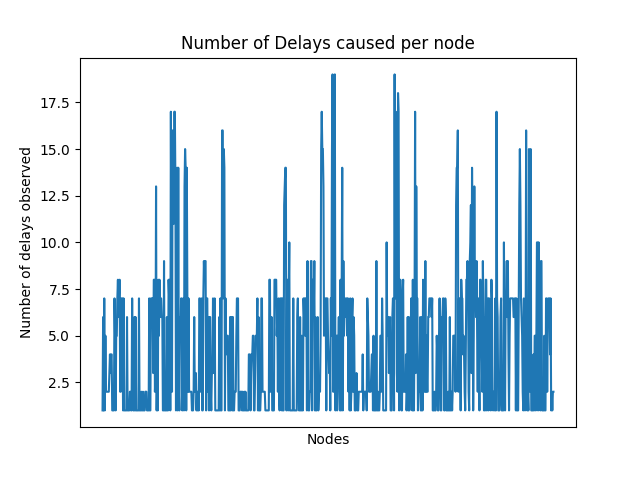 Number of Delays caused per node
17.5
15.0
12.5
10.0
7.5
5.0
2.5
Number of delays observed
Nodes